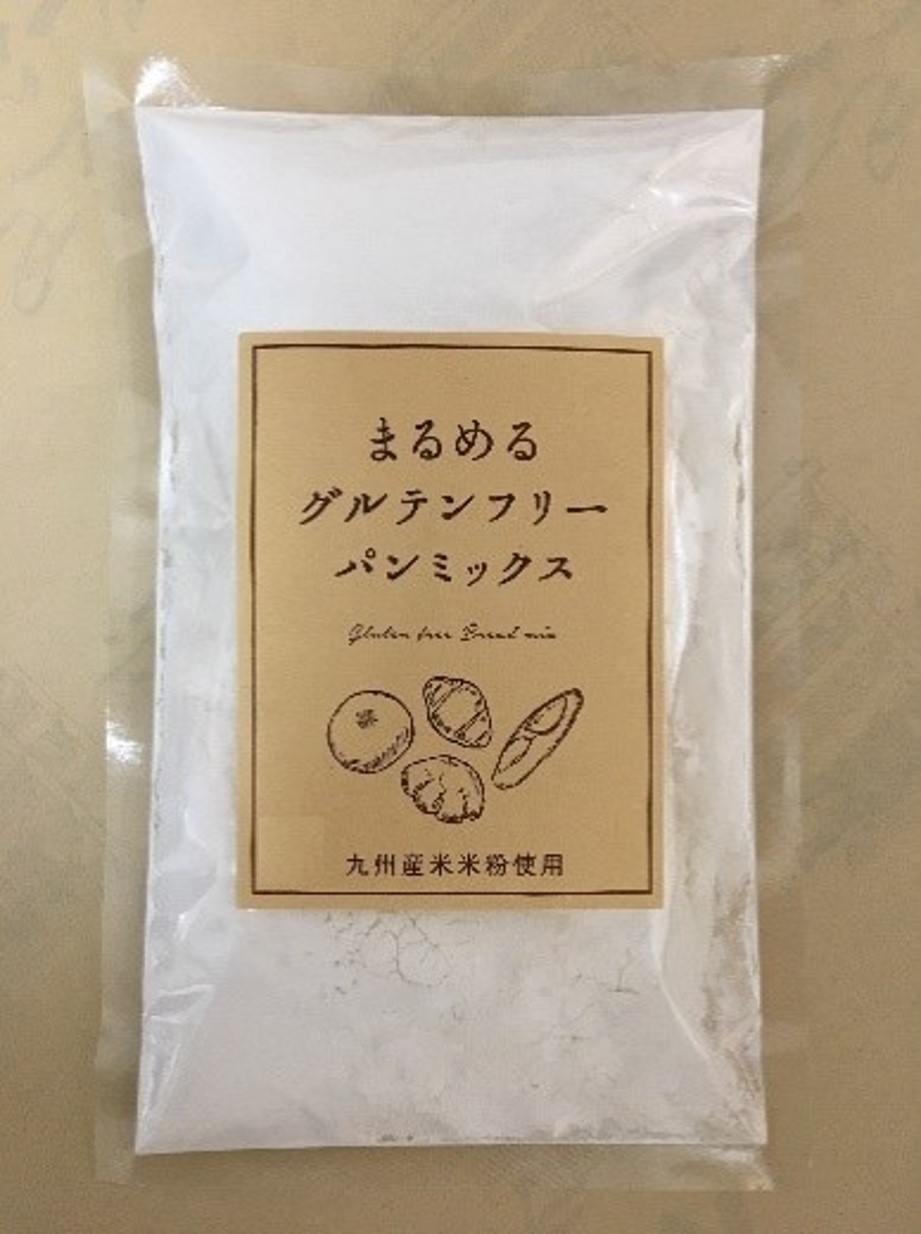 まるめる
グルテンフリー
パンミックス
Gluten free Bread mix
九州産米米粉使用